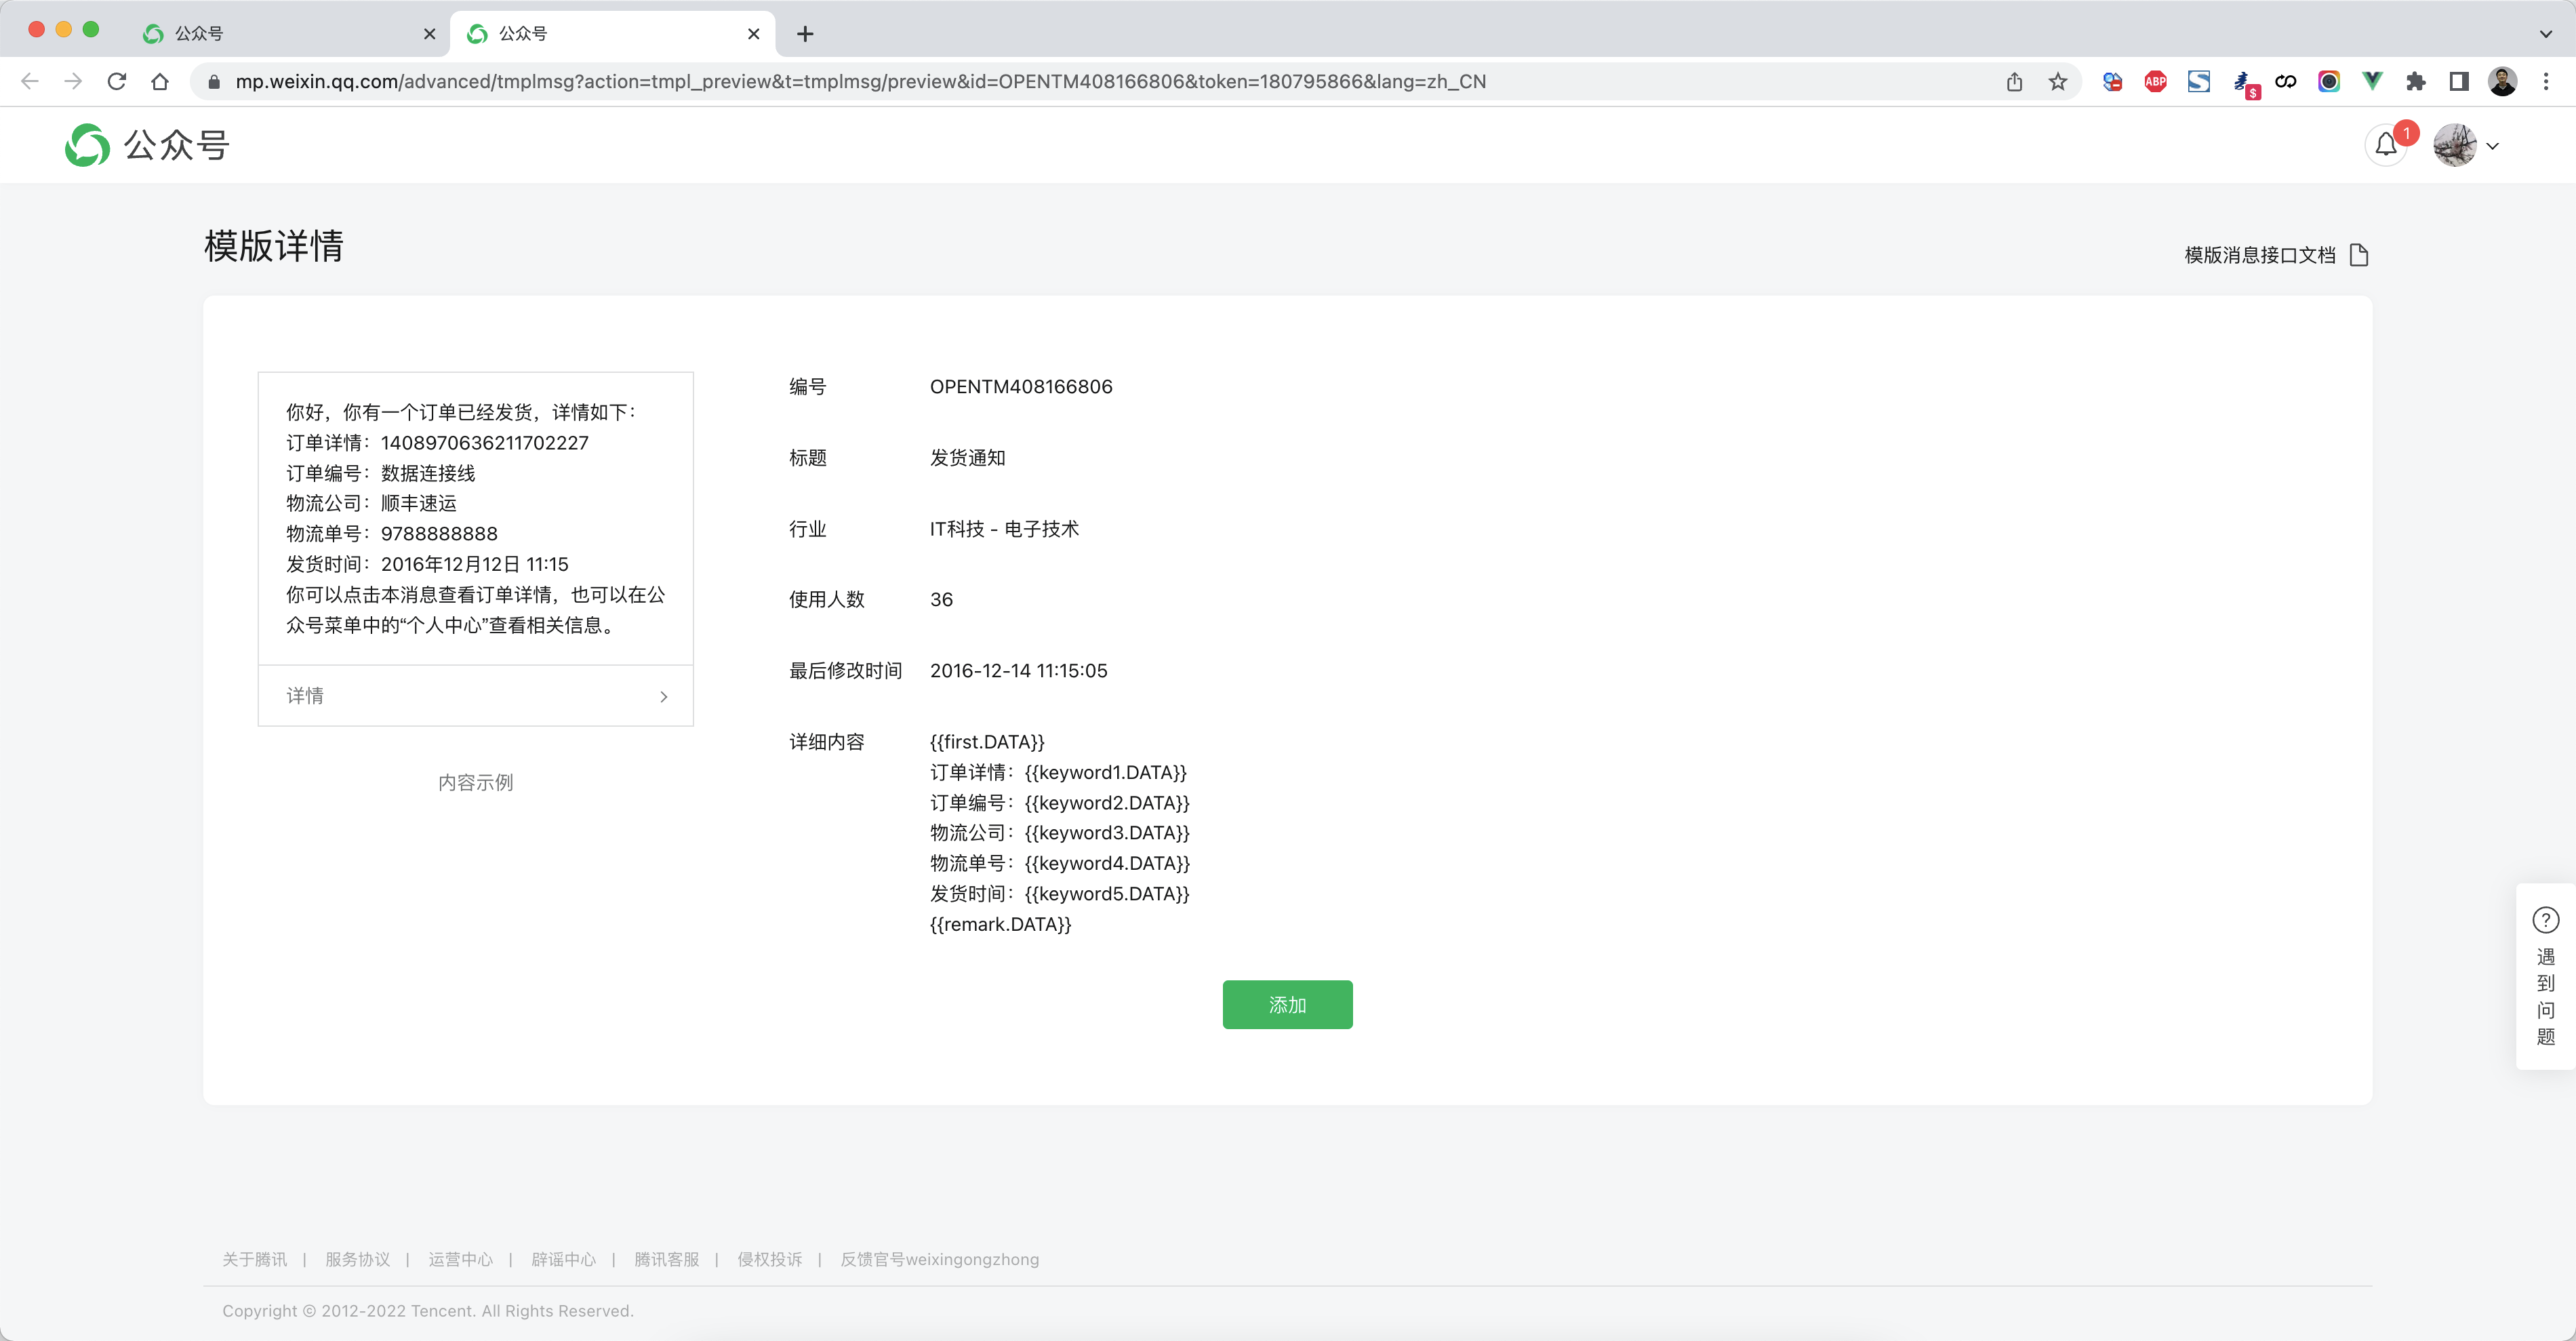 公众号
公众号
mp.weixin.qq.com/advanced/tmplmsg?action=tmpl_preview&t=tmplmsg/preview&id=OPENTM408166806&token=180795866&lang=zh_CN
ABP
$
公众号
1
模版详情
模版消息接口文档
你好，你有一个订单已经发货，详情如下：
订单详情：1408970636211702227
订单编号：数据连接线
物流公司：顺丰速运
物流单号：9788888888
发货时间：2016年12月12日 11:15
你可以点击本消息查看订单详情，也可以在公
众号菜单中的“个人中心”查看相关信息。
详情
内容示例
编号 OPENTM408166806
标题 发货通知
行业 IT科技 - 电子技术
使用人数 36
最后修改时间 2016-12-14 11:15:05
详细内容 {{first.DATA}}
订单详情：{{keyword1.DATA}}
订单编号：{{keyword2.DATA}}
物流公司：{{keyword3.DATA}}
物流单号：{{keyword4.DATA}}
发货时间：{{keyword5.DATA}}
{{remark.DATA}}
添加
?
遇
到
问
题
关于腾讯 | 服务协议 | 运营中心 | 辟谣中心 | 腾讯客服 | 侵权投诉 | 反馈官号weixingongzhong
Copyright © 2012-2022 Tencent. All Rights Reserved.